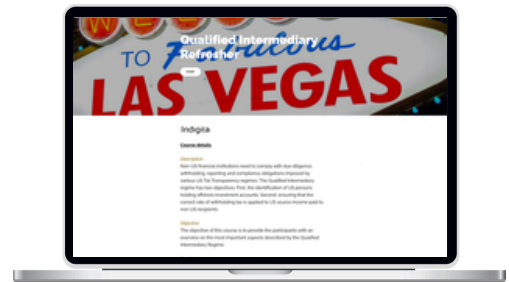 WELCOME
Qualified Intermediary
Refresher
TO Fabulous
LAS VEGAS
Indigita
Course details
Description
Non-US financial institutions need to comply with due diligence,
withholding, reporting and compliance obligations imposed by
various US Tax Transparency regimes. The Qualified Intermediary
regime has two objectives: First, the identification of US persons
holding offshore investment accounts. Second, ensuring that the
correct rate of withholding tax is applied to US source income paid to
non-US recipients.
Objective
The objective of this course is to provide the participants with an
overview on the most important aspects described by the Qualified
Intermediary Regime.